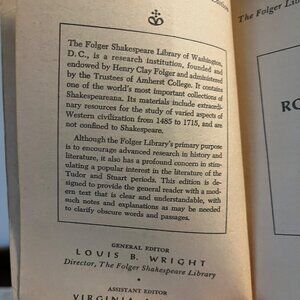 The Folger Shakespeare Library of Washington,
D. C., is a research institution, founded and
endowed by Henry Clay Folger and administered
by the Trustees of Amherst College. It contains
one of the world's most important collections of
Shakespeareana. Its materials include extraordi-
nary resources for the study of varied aspects of
Western civilization from 1485 to 1715, and are
not confined to Shakespeare.
Although the Folger Library's primary purpose
is to encourage advanced research in history and
literature, it also has a profound concern in stim-
ulating a popular interest in the literature of the
Tudor and Stuart periods. This edition is de-
signed to provide the general reader with a mod-
ern text that is clear and understandable, with
such notes and explanations as may be needed
to clarify obscure words and passages.
GENERAL EDITOR
LOUIS B. WRIGHT
Director, The Folger Shakespeare Library
ASSISTANT EDITOR
VIRGINIA
The Folger Li
RO